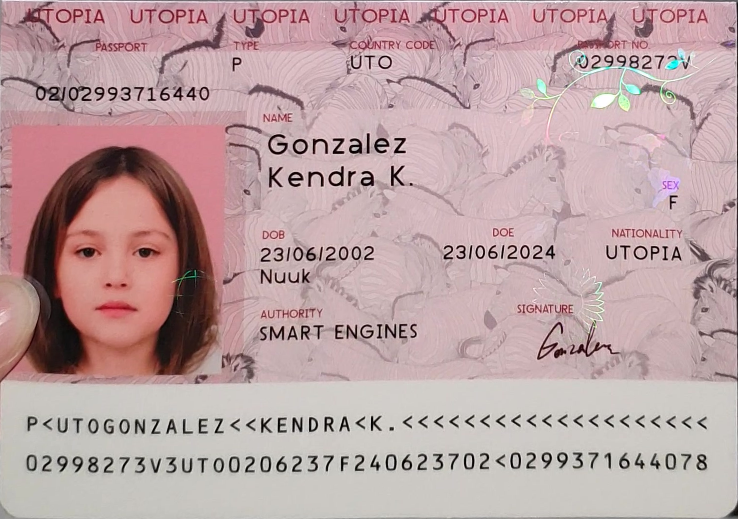 UTOPIA UTOPIA UTOPIA UTOPIA UTOPIA UTOPIA UTOPIA
PASSPORT TYPE COUNTRY CODE PASSPORT NO.
P UTO 02998273V
02/02993716440
NAME
Gonzalez
Kendra K.
SEX
F
DOB DOE NATIONALITY
23/06/2002 23/06/2024 UTOPIA
Nuuk
AUTHORITY SIGNATURE
SMART ENGINES Gonzalez
P<UTOGONZALEZ<<KENDRA<K.<<<<<<<<<<<<<<<<<<<<
02998273V3UTO0206237F240623702<0299371644078